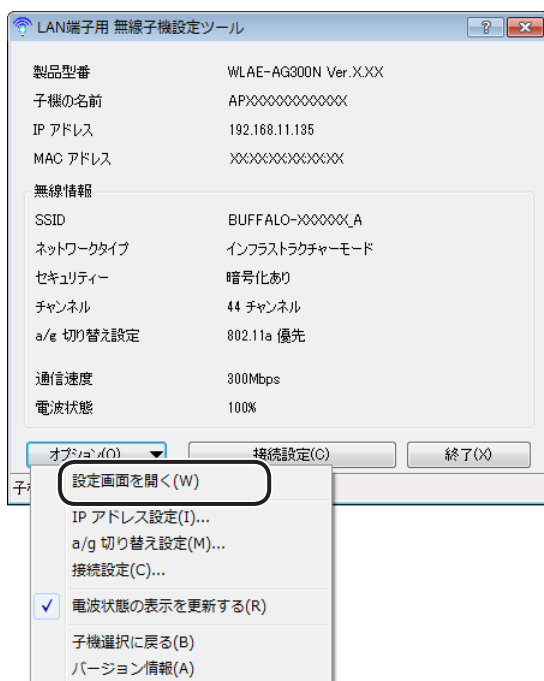 LAN端子用 無線子機設定ツール
製品型番 WLAE-AG300N Ver.X.XX
子機の名前 APXXXXXXXXXXXX
IP アドレス 192.168.11.135
MAC アドレス XXXXXXXXXXXX
無線情報
SSID BUFFALO-XXXXXX_A
ネットワークタイプ インフラストラクチャーモード
セキュリティー 暗号化あり
チャンネル 44 チャンネル
a/g 切り替え設定 802.11a 優先
通信速度 300Mbps
電波状態 100%
オプション(O) 接続設定(C) 終了(X)
設定画面を開く(W)
IP アドレス設定(I)...
a/g 切り替え設定(M)...
接続設定(C)...
電波状態の表示を更新する(R)
子機選択に戻る(B)
バージョン情報(A)